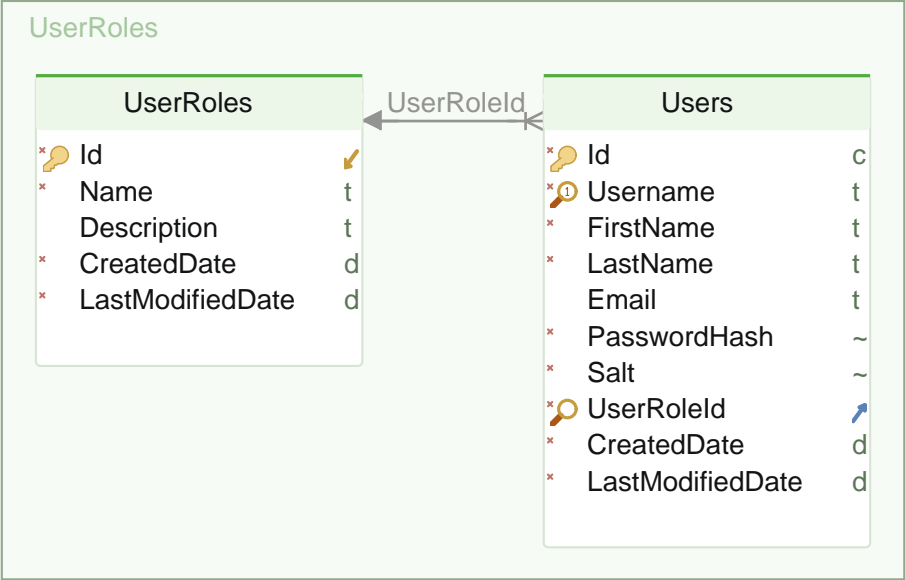 UserRoles
UserRoles
UserRoleId
Users
Id
Name t
Description t
CreatedDate d
LastModifiedDate d
Id c
1 Username t
FirstName t
LastName t
Email t
PasswordHash ~
Salt ~
UserRoleId
CreatedDate d
LastModifiedDate d